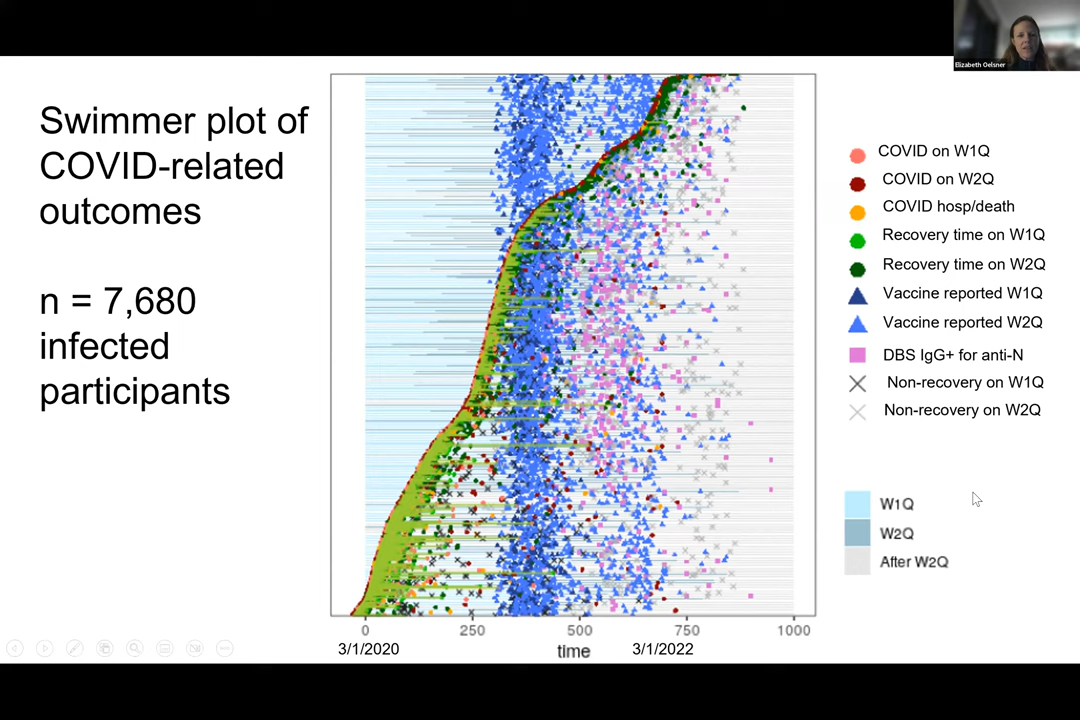 Elizabeth Oelsner
Swimmer plot of
COVID-related
outcomes
n = 7,680
infected
participants
COVID on W1Q
COVID on W2Q
COVID hosp/death
Recovery time on W1Q
Recovery time on W2Q
Vaccine reported W1Q
Vaccine reported W2Q
DBS IgG+ for anti-N
Non-recovery on W1Q
Non-recovery on W2Q
W1Q
W2Q
After W2Q
0 250 500 750 1000
3/1/2020 time 3/1/2022